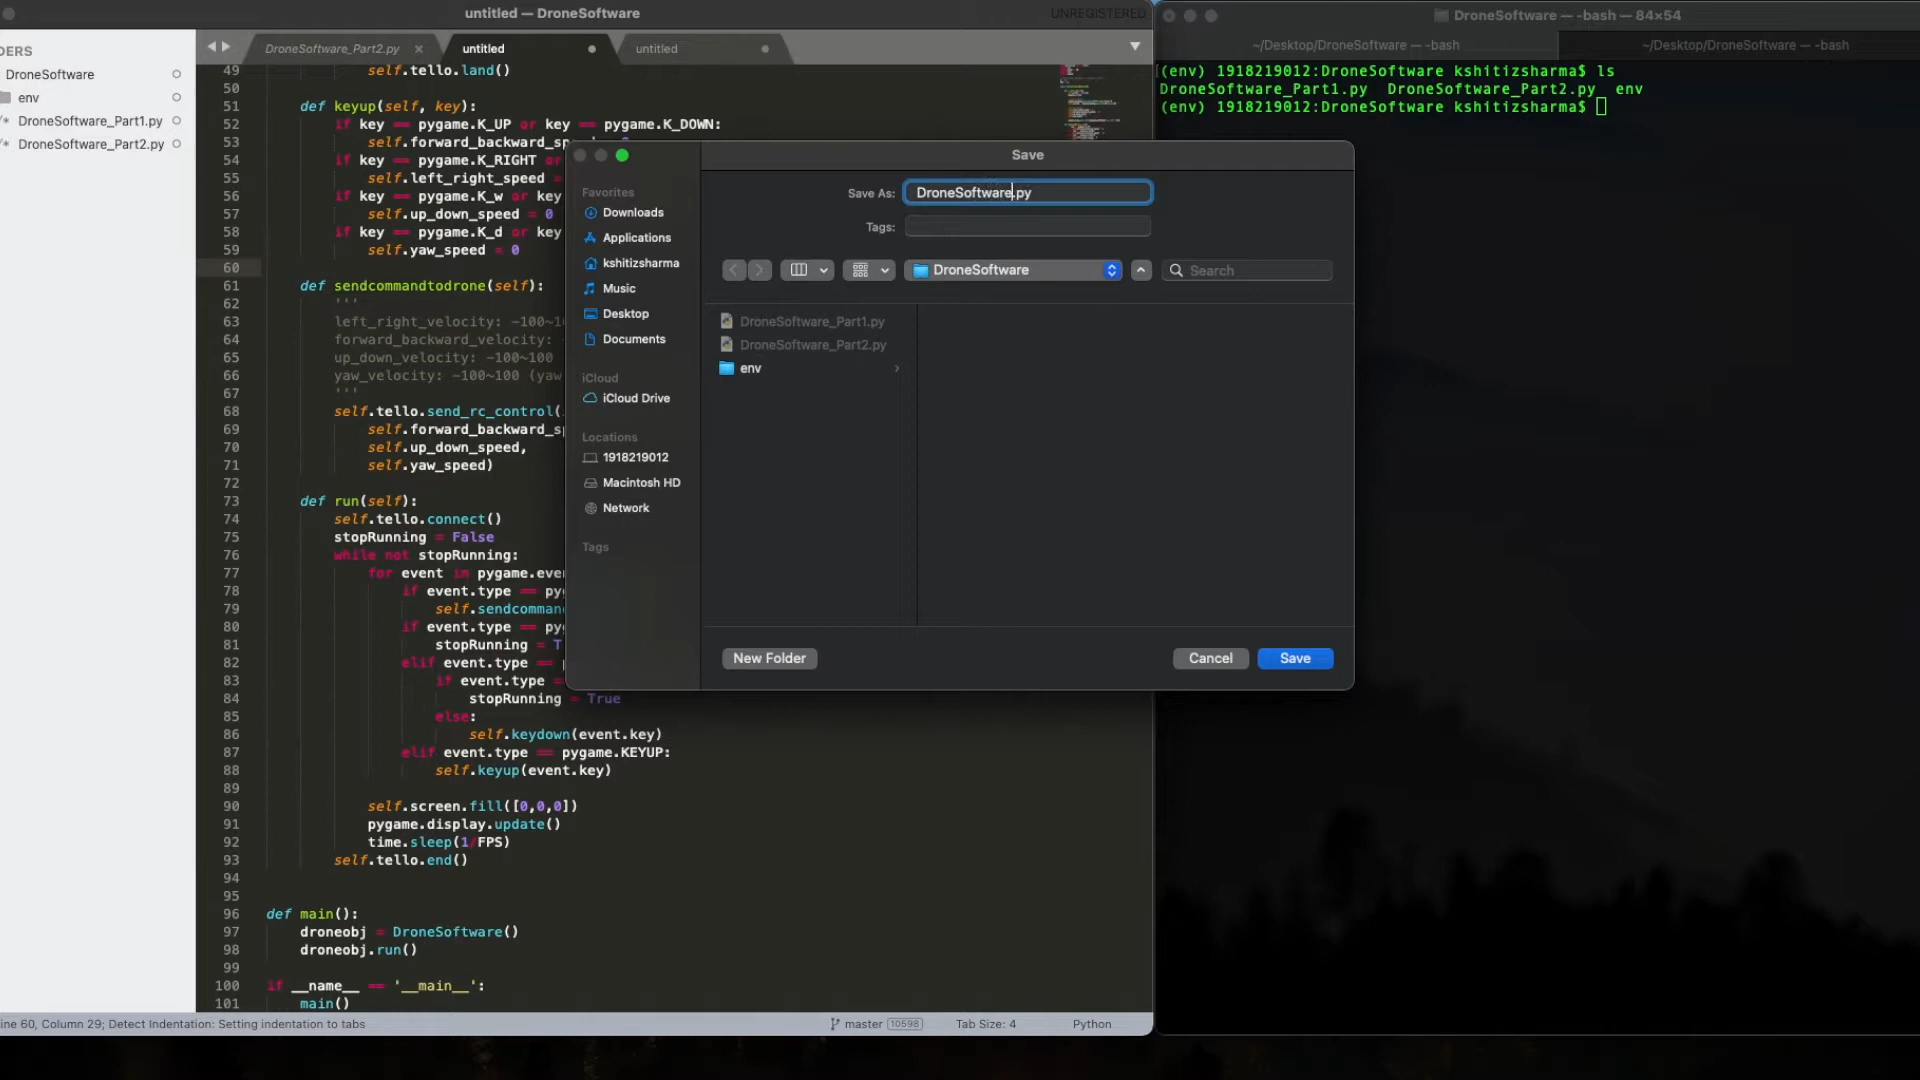 untitled — DroneSoftware
UNREGISTERED
DERS
DroneSoftware
env
DroneSoftware_Part1.py
DroneSoftware_Part2.py
DroneSoftware_Part2.py ×
untitled
untitled
49 self.tello.land()
50
51 def keyup(self, key):
52 if key == pygame.K_UP or key == pygame.K_DOWN:
53 self.forward_backward_sp
54 if key == pygame.K_RIGHT or
55 self.left_right_speed =
56 if key == pygame.K_w or key
57 self.up_down_speed = 0
58 if key == pygame.K_d or key
59 self.yaw_speed = 0
60
61 def sendcommandtodrone(self):
62 '''
63 left_right_velocity: -100~10
64 forward_backward_velocity: -
65 up_down_velocity: -100~100
66 yaw_velocity: -100~100 (yaw
67 '''
68 self.tello.send_rc_control(
69 self.forward_backward_sp
70 self.up_down_speed,
71 self.yaw_speed)
72
73 def run(self):
74 self.tello.connect()
75 stopRunning = False
76 while not stopRunning:
77 for event in pygame.even
78 if event.type == pyg
79 self.sendcomman
80 if event.type == pyg
81 stopRunning = T
82 elif event.type == p
83 if event.type =
84 stopRunning = True
85 else:
86 self.keydown(event.key)
87 elif event.type == pygame.KEYUP:
88 self.keyup(event.key)
89
90 self.screen.fill([0,0,0])
91 pygame.display.update()
92 time.sleep(1/FPS)
93 self.tello.end()
94
95
96 def main():
97 droneobj = DroneSoftware()
98 droneobj.run()
99
100 if __name__ == '__main__':
101 main()
ine 60, Column 29; Detect Indentation: Setting indentation to tabs
master 10598
Tab Size: 4
Python
Save
Save As: DroneSoftware.py
Tags:
DroneSoftware
Search
Favorites
Downloads
Applications
kshitizsharma
Music
Desktop
Documents
iCloud
iCloud Drive
Locations
1918219012
Macintosh HD
Network
Tags
DroneSoftware_Part1.py
DroneSoftware_Part2.py
env
New Folder
Cancel
Save
DroneSoftware — -bash — 84×54
~/Desktop/DroneSoftware — -bash
~/Desktop/DroneSoftware — -bash
(env) 1918219012:DroneSoftware kshitizsharma$ ls
DroneSoftware_Part1.py DroneSoftware_Part2.py env
(env) 1918219012:DroneSoftware kshitizsharma$